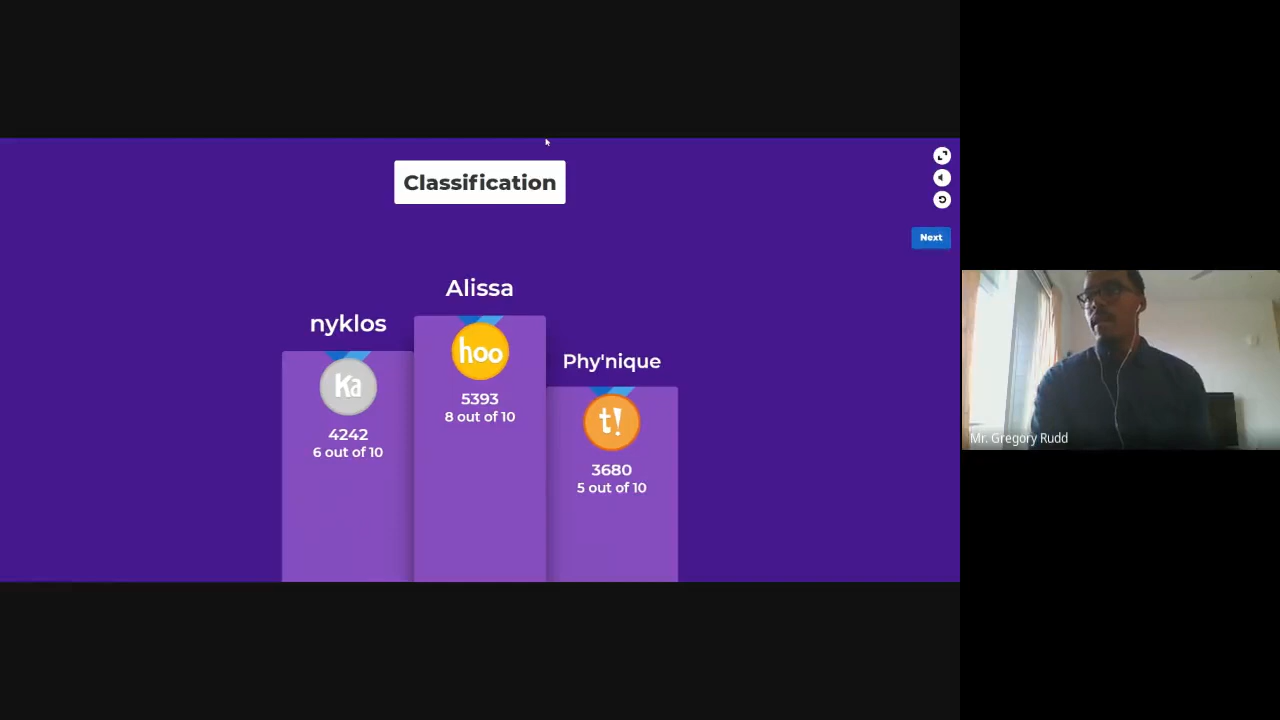 Classification
Next
Alissa
nyklos
Phy'nique
hoo
Ka
t!
5393
8 out of 10
4242
6 out of 10
3680
5 out of 10
Mr. Gregory Rudd